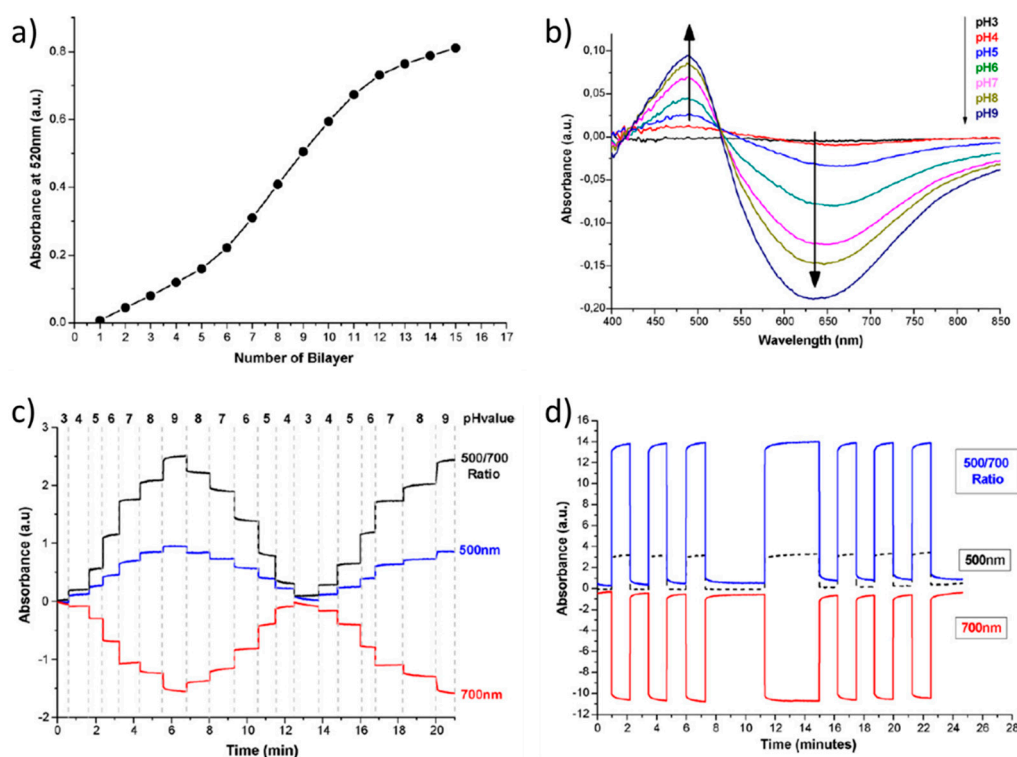 a)
Absorbance at 620nm (a.u.)
0.8
0.6
0.4
0.2
0.0
0 1 2 3 4 5 6 7 8 9 10 11 12 13 14 15 16 17
Number of Bilayer
b)
Absorbance (a.u.)
0,10
0,05
0,00
-0,05
-0,10
-0,15
-0,20
400 450 500 550 600 650 700 750 800 850
Wavelength (nm)
pH3
pH4
pH5
pH6
pH7
pH8
pH9
c)
3 4 5 6 7 8 9 8 7 6 5 4 3 4 5 6 7 8 9 pHvalue
Absorbance (a.u.)
3
2
1
0
-1
-2
500/700
Ratio
500nm
700nm
0 2 4 6 8 10 12 14 16 18 20
Time (min)
d)
Absorbance (a.u.)
16
14
12
10
8
6
4
2
0
-2
-4
-6
-8
-10
-12
500/700
Ratio
500nm
700nm
0 2 4 6 8 10 12 14 16 18 20 22 24 26
Time (minutes)